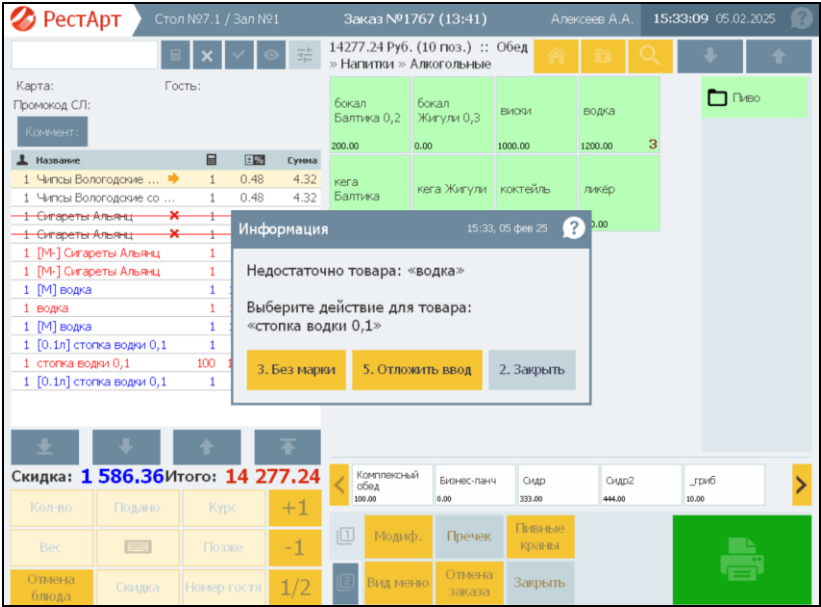 РестАрт
Стол №7.1 / Зал №1
Заказ №1767 (13:41)
Алексеев А.А.
15:33:09 05.02.2025
?
14277.24 Руб. (10 поз.) :: Обед
» Напитки » Алкогольные
Карта:
Гость:
Промокод СЛ:
Коммент:
Название
±%
Сумма
1 Чипсы Вологодские ... 1 0.48 4.32
1 Чипсы Вологодские со ... 1 0.48 4.32
1 Сигареты Альянц 1
1 Сигареты Альянц 1
1 [М-] Сигареты Альянц 1
1 [М-] Сигареты Альянц 1
1 [М] водка 1
1 водка 1
1 [М] водка 1
1 [0.1л] стопка водки 0,1 1
1 стопка водки 0,1 100
1 [0.1л] стопка водки 0,1 1
бокал
Балтика 0,2
200.00
бокал
Жигули 0,3
0.00
виски
1000.00
водка
1200.00
3
кега
Балтика
кега Жигули
коктейль
ликёр
Пиво
Информация
15:33, 05 фев 25
?
Недостаточно товара: «водка»
Выберите действие для товара:
«стопка водки 0,1»
3. Без марки
5. Отложить ввод
2. Закрыть
Скидка: 1 586.36
Итого: 14 277.24
Комплексный
обед
100.00
Бизнес-ланч
0.00
Сидр
333.00
Сидр2
444.00
_гриб
10.00
Кол-во
Подано
Курс
+1
Вес
Позже
-1
Отмена
блюда
Скидка
Номер гостя
1/2
1
Модиф.
Пречек
Пивные
краны
2
Вид меню
Отмена
заказа
Закрыть